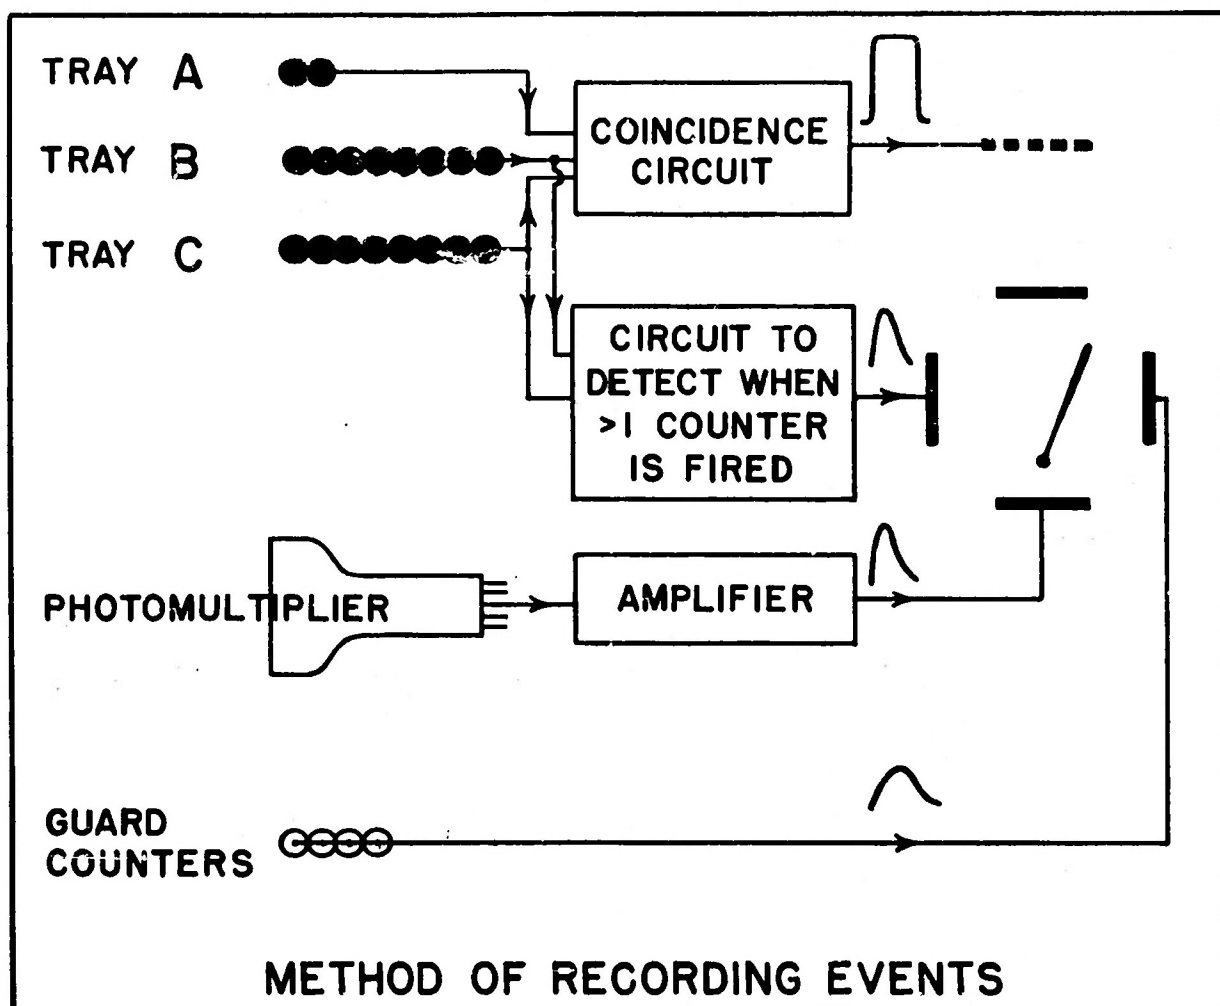 TRAY A
TRAY B
TRAY C
COINCIDENCE
CIRCUIT
CIRCUIT TO
DETECT WHEN
>1 COUNTER
IS FIRED
PHOTOMULTIPLIER
AMPLIFIER
GUARD
COUNTERS
METHOD OF RECORDING EVENTS